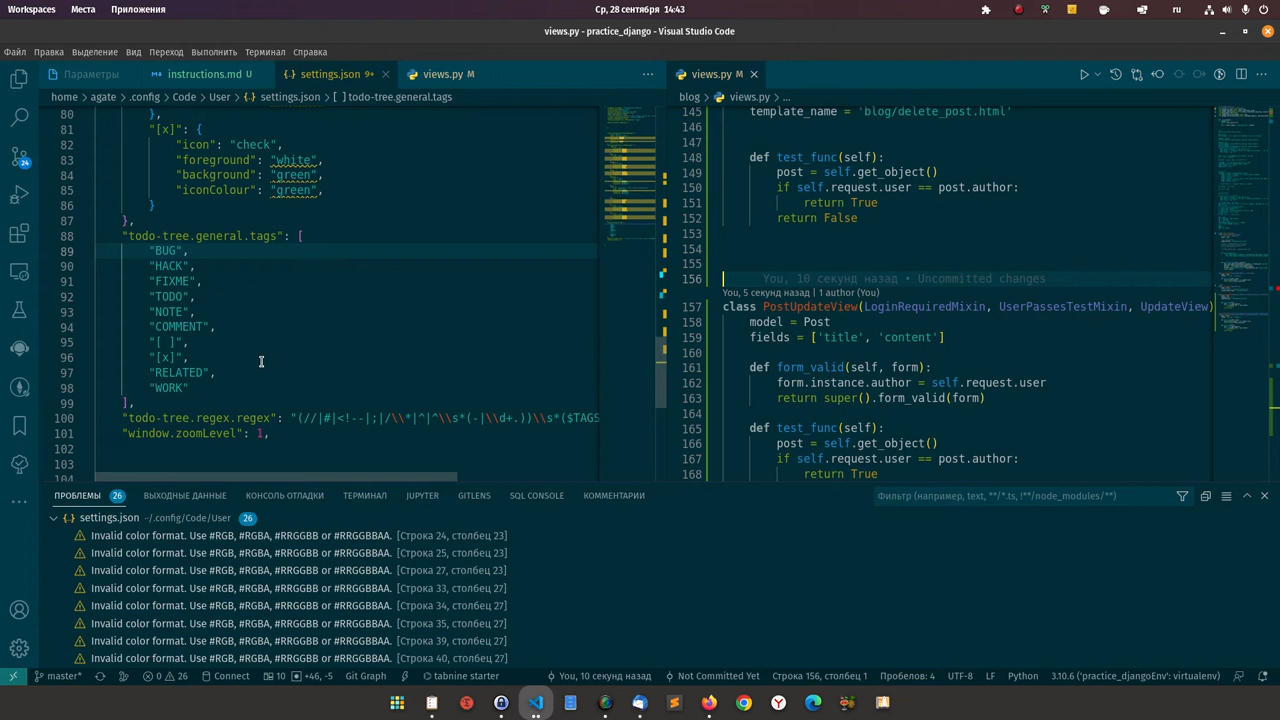 Workspaces Места Приложения Ср, 28 сентября 14:43 ru
views.py - practice_django - Visual Studio Code
Файл Правка Выделение Вид Переход Выполнить Терминал Справка
Параметры instructions.md M settings.json 9+ views.py M
home agate .config Code User settings.json [ ] todo-tree.general.tags
80 },
81 "[x]": {
82 "icon": "check",
83 "foreground": "white",
84 "background": "green",
85 "iconColour": "green",
86 }
87 },
88 "todo-tree.general.tags": [
89 "BUG",
90 "HACK",
91 "FIXME",
92 "TODO",
93 "NOTE",
94 "COMMENT",
95 "[ ]",
96 "[x]",
97 "RELATED",
98 "WORK"
99 ],
100 "todo-tree.regex.regex": "(//|#|<!--|;|/\\*|^|^\\s*(-|\\d+.))\\s*($TAGS
101 "window.zoomLevel": 1,
102
103
104
views.py M
blog views.py ...
145 template_name = 'blog/delete_post.html'
146
147
148 def test_func(self):
149 post = self.get_object()
150 if self.request.user == post.author:
151 return True
152 return False
153
154
155
156 You, 10 секунд назад • Uncommitted changes
You, 5 секунд назад | 1 author (You)
157 class PostUpdateView(LoginRequiredMixin, UserPassesTestMixin, UpdateView)
158 model = Post
159 fields = ['title', 'content']
160
161 def form_valid(self, form):
162 form.instance.author = self.request.user
163 return super().form_valid(form)
164
165 def test_func(self):
166 post = self.get_object()
167 if self.request.user == post.author:
168 return True
24
ПРОБЛЕМЫ 26 ВЫХОДНЫЕ ДАННЫЕ КОНСОЛЬ ОТЛАДКИ ТЕРМИНАЛ JUPYTER GITLENS SQL CONSOLE КОММЕНТАРИИ Фильтр (например, text, **/*.ts, !**/node_modules/**)
settings.json ~/.config/Code/User 26
Invalid color format. Use #RGB, #RGBA, #RRGGBB or #RRGGBBAA. [Строка 24, столбец 23]
Invalid color format. Use #RGB, #RGBA, #RRGGBB or #RRGGBBAA. [Строка 25, столбец 23]
Invalid color format. Use #RGB, #RGBA, #RRGGBB or #RRGGBBAA. [Строка 27, столбец 23]
Invalid color format. Use #RGB, #RGBA, #RRGGBB or #RRGGBBAA. [Строка 33, столбец 27]
Invalid color format. Use #RGB, #RGBA, #RRGGBB or #RRGGBBAA. [Строка 34, столбец 27]
Invalid color format. Use #RGB, #RGBA, #RRGGBB or #RRGGBBAA. [Строка 35, столбец 27]
Invalid color format. Use #RGB, #RGBA, #RRGGBB or #RRGGBBAA. [Строка 39, столбец 27]
Invalid color format. Use #RGB, #RGBA, #RRGGBB or #RRGGBBAA. [Строка 40, столбец 27]
master* 0 26 Connect 10 +46, -5 Git Graph tabnine starter You, 10 секунд назад Not Committed Yet Строка 156, столбец 1 Пробелов: 4 UTF-8 LF Python 3.10.6 ('practice_djangoEnv': virtualenv)